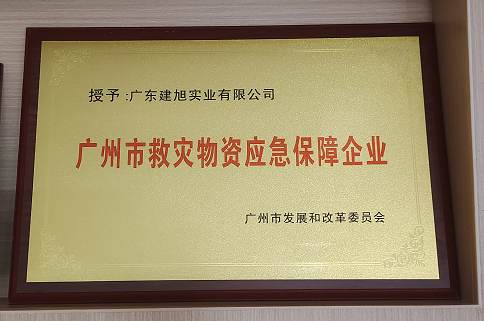 授予:广东建旭实业有限公司
广州市救灾物资应急保障企业
广州市发展和改革委员会